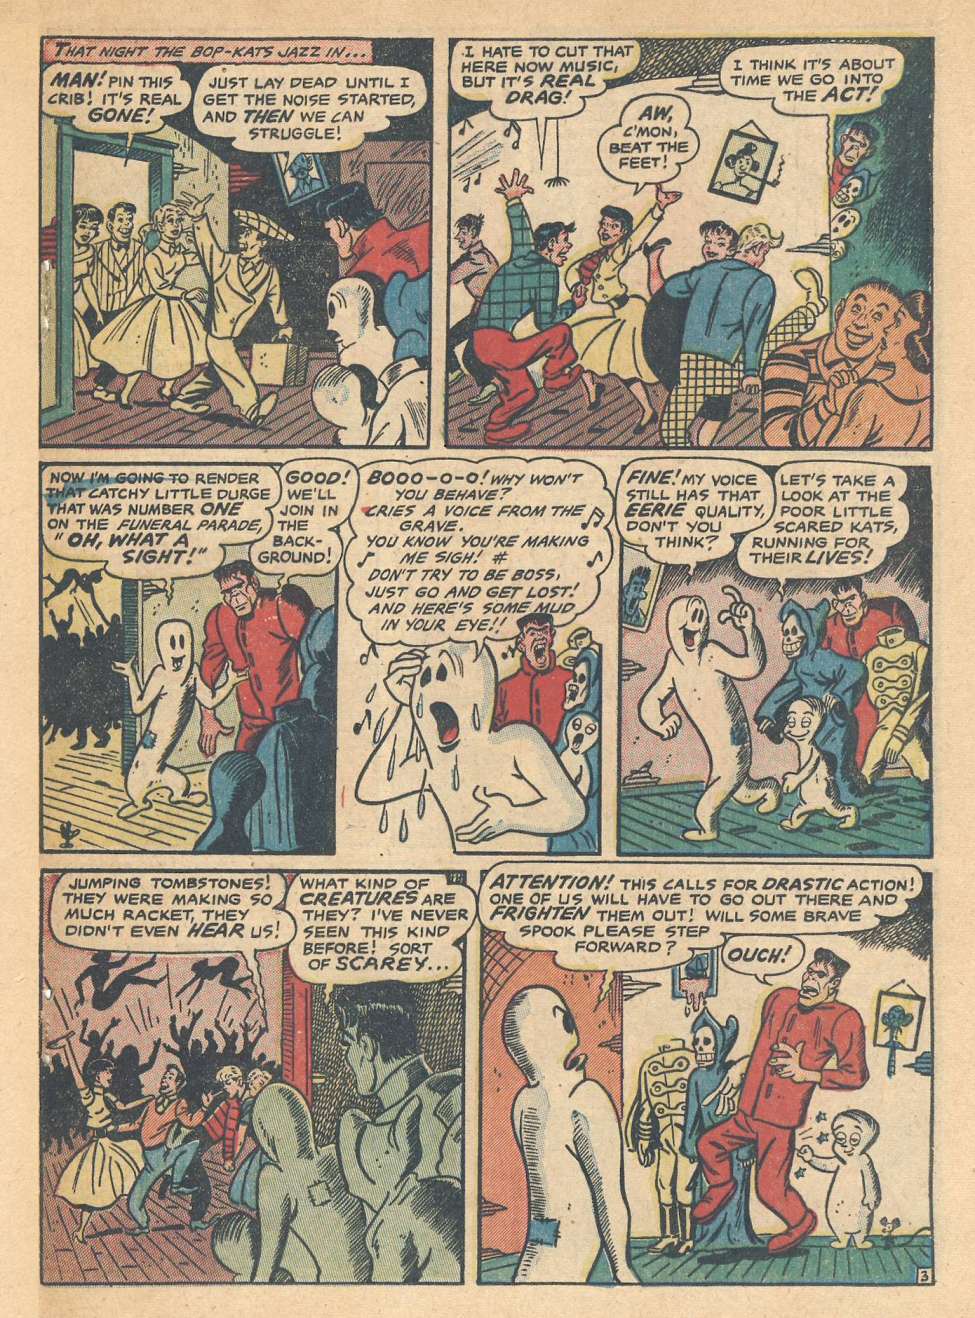 THAT NIGHT THE BOP-KATS JAZZ IN...
MAN! PIN THIS
CRIB! IT'S REAL
GONE!
JUST LAY DEAD UNTIL I
GET THE NOISE STARTED,
AND THEN WE CAN
STRUGGLE!
I HATE TO CUT THAT
HERE NOW MUSIC,
BUT IT'S REAL
DRAG!
AW,
C'MON,
BEAT THE
FEET!
I THINK IT'S ABOUT
TIME WE GO INTO
THE ACT!
NOW I'M GOING TO RENDER
THAT CATCHY LITTLE DURGE
THAT WAS NUMBER ONE
ON THE FUNERAL PARADE,
"OH, WHAT A
SIGHT!"
GOOD!
WE'LL
JOIN IN
THE
BACK-
GROUND!
BOOO-O-O! WHY WON'T
YOU BEHAVE?
CRIES A VOICE FROM THE
GRAVE.
YOU KNOW YOU'RE MAKING
ME SIGH! #
DON'T TRY TO BE BOSS,
JUST GO AND GET LOST!
AND HERE'S SOME MUD
IN YOUR EYE!!
FINE! MY VOICE
STILL HAS THAT
EERIE QUALITY,
DON'T YOU
THINK?
LET'S TAKE A
LOOK AT THE
POOR LITTLE
SCARED KATS,
RUNNING FOR
THEIR LIVES!
JUMPING TOMBSTONES!
THEY WERE MAKING SO
MUCH RACKET, THEY
DIDN'T EVEN HEAR US!
WHAT KIND OF
CREATURES ARE
THEY? I'VE NEVER
SEEN THIS KIND
BEFORE! SORT
OF SCAREY...
ATTENTION! THIS CALLS FOR DRASTIC ACTION!
ONE OF US WILL HAVE TO GO OUT THERE AND
FRIGHTEN THEM OUT! WILL SOME BRAVE
SPOOK PLEASE STEP
FORWARD?
OUCH!
3